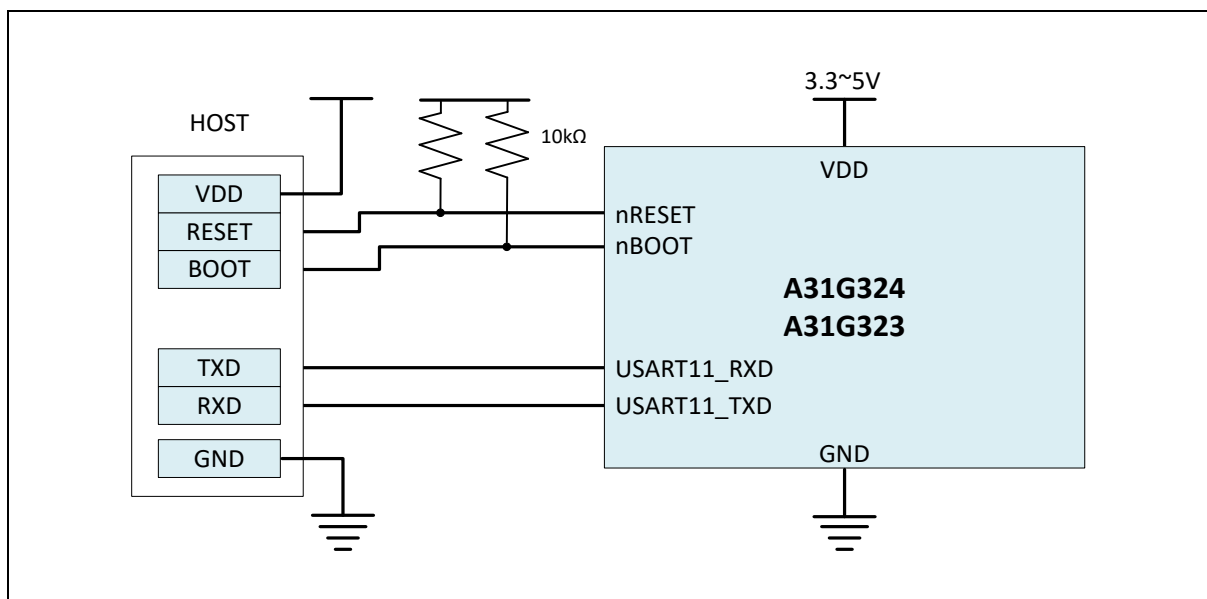 3.3~5V
HOST
10kΩ
VDD
VDD
RESET
nRESET
BOOT
nBOOT
A31G324
A31G323
TXD
USART11_RXD
RXD
USART11_TXD
GND
GND